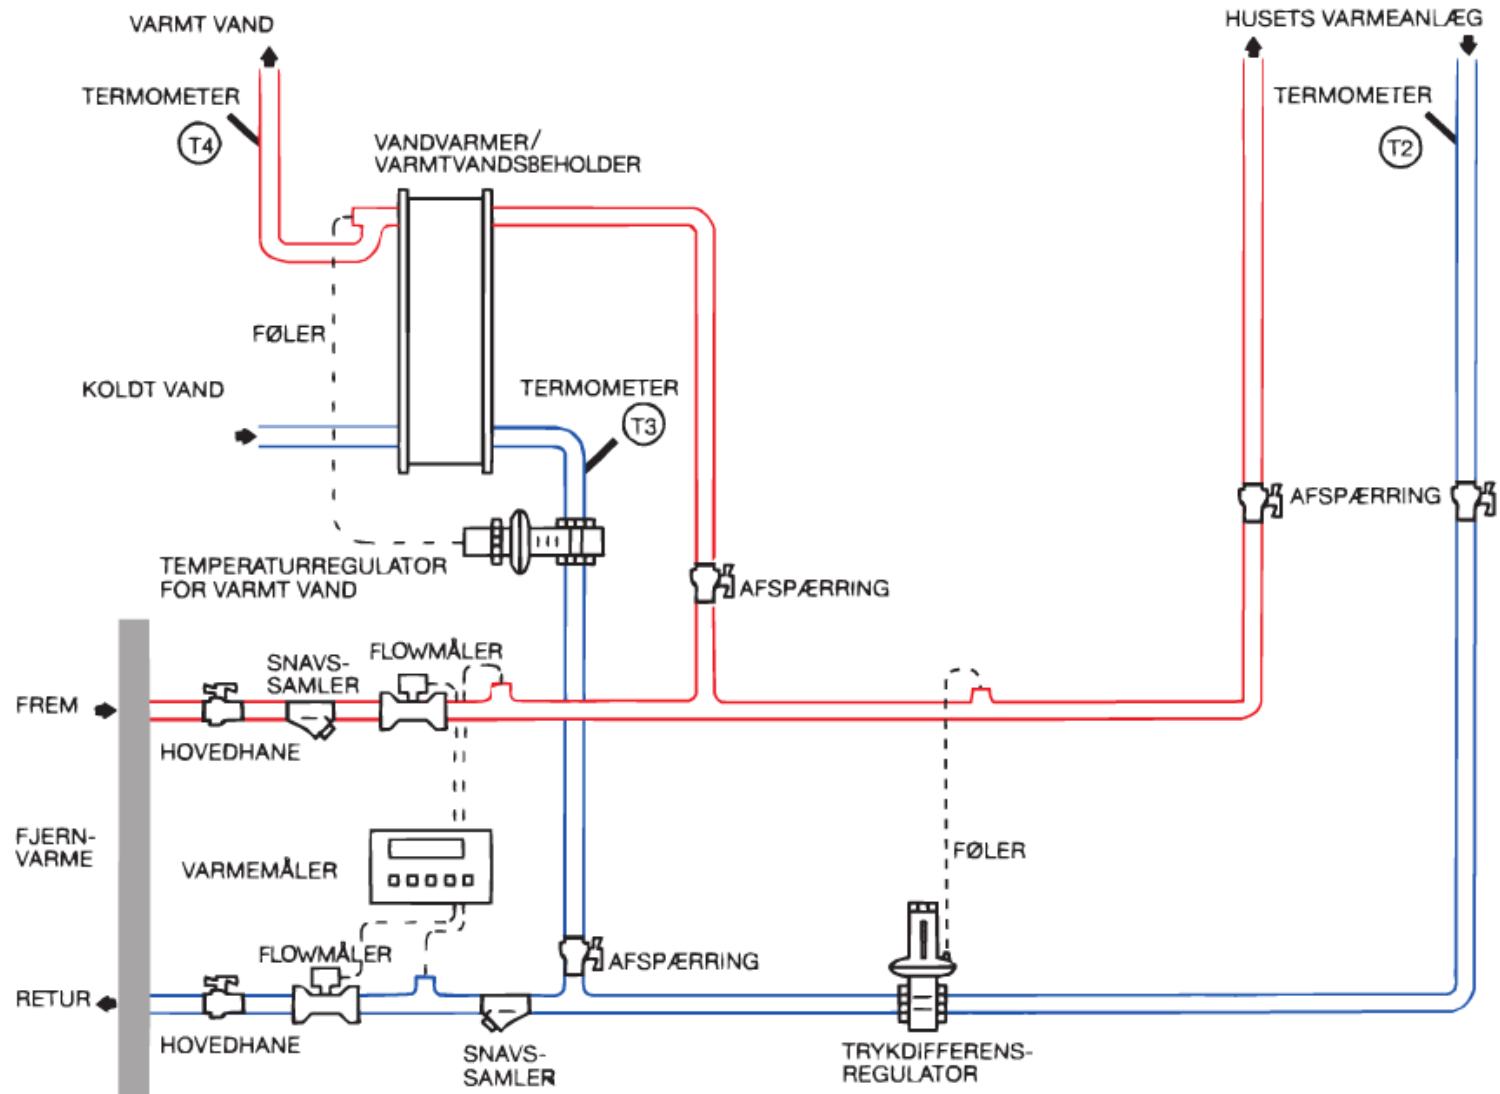 VARMT VAND
HUSETS VARMEANLÆG
TERMOMETER
T4
TERMOMETER
T2
VANDVARMER/
VARMTVANDSBEHOLDER
FØLER
KOLDT VAND
TERMOMETER
T3
AFSPÆRRING
TEMPERATURREGULATOR
FOR VARMT VAND
AFSPÆRRING
SNAVS-
SAMLER
FLOWMÅLER
FREM
HOVEDHANE
FJERN-
VARME
VARMEMÅLER
FØLER
FLOWMÅLER
AFSPÆRRING
RETUR
HOVEDHANE
SNAVS-
SAMLER
TRYKDIFFERENS-
REGULATOR